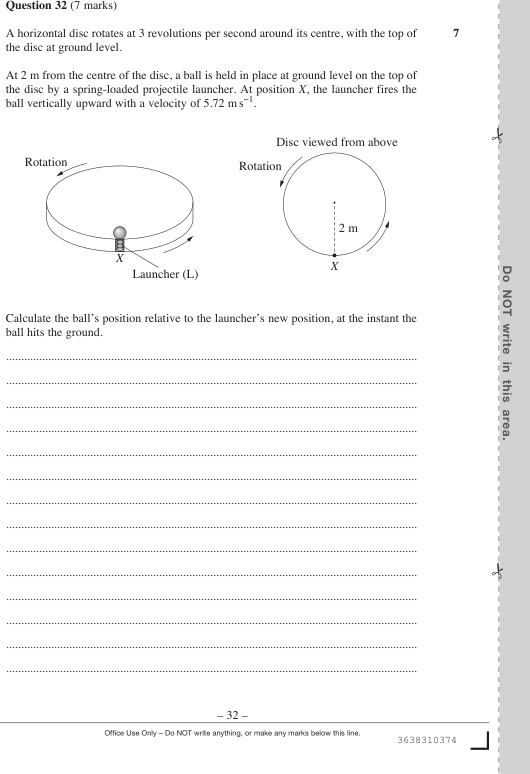 Question 32 (7 marks)
A horizontal disc rotates at 3 revolutions per second around its centre, with the top of
the disc at ground level.
7
At 2 m from the centre of the disc, a ball is held in place at ground level on the top of
the disc by a spring-loaded projectile launcher. At position X, the launcher fires the
ball vertically upward with a velocity of 5.72 m s⁻¹.
Disc viewed from above
Rotation
Rotation
2 m
X
X
Launcher (L)
Calculate the ball's position relative to the launcher's new position, at the instant the
ball hits the ground.
Do NOT write in this area.
– 32 –
Office Use Only – Do NOT write anything, or make any marks below this line.
3638310374